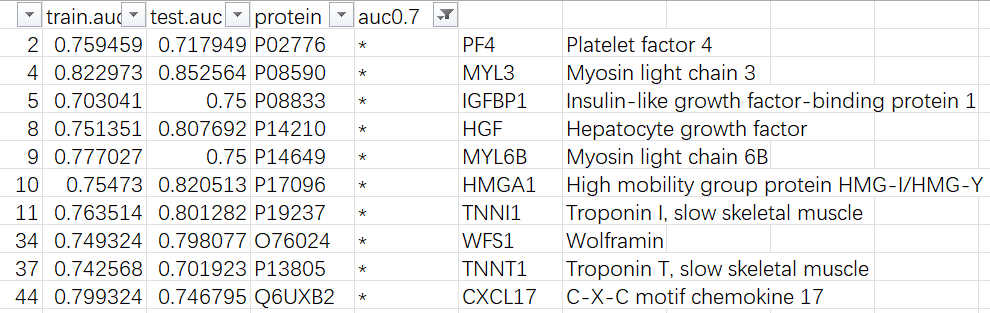 train.auc test.auc protein auc0.7
2 0.759459 0.717949 P02776 * PF4 Platelet factor 4
4 0.822973 0.852564 P08590 * MYL3 Myosin light chain 3
5 0.703041 0.75 P08833 * IGFBP1 Insulin-like growth factor-binding protein 1
8 0.751351 0.807692 P14210 * HGF Hepatocyte growth factor
9 0.777027 0.75 P14649 * MYL6B Myosin light chain 6B
10 0.75473 0.820513 P17096 * HMGA1 High mobility group protein HMG-I/HMG-Y
11 0.763514 0.801282 P19237 * TNNI1 Troponin I, slow skeletal muscle
34 0.749324 0.798077 O76024 * WFS1 Wolframin
37 0.742568 0.701923 P13805 * TNNT1 Troponin T, slow skeletal muscle
44 0.799324 0.746795 Q6UXB2 * CXCL17 C-X-C motif chemokine 17